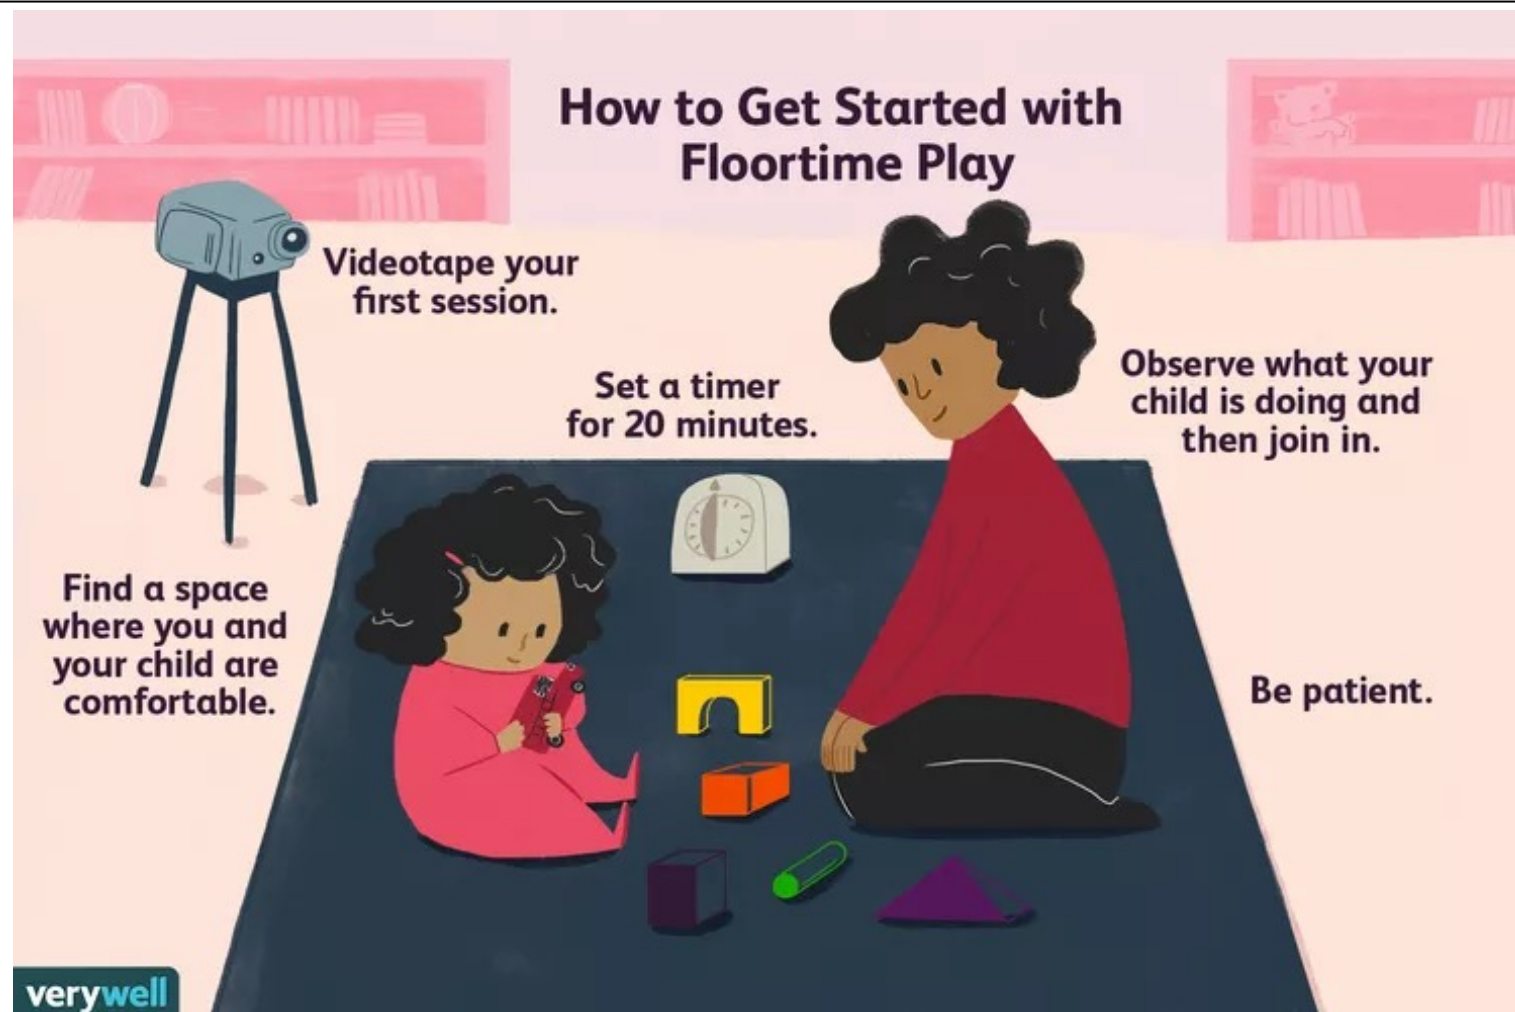 How to Get Started with
Floortime Play
Videotape your
first session.
Set a timer
for 20 minutes.
Observe what your
child is doing and
then join in.
Find a space
where you and
your child are
comfortable.
Be patient.
verywell